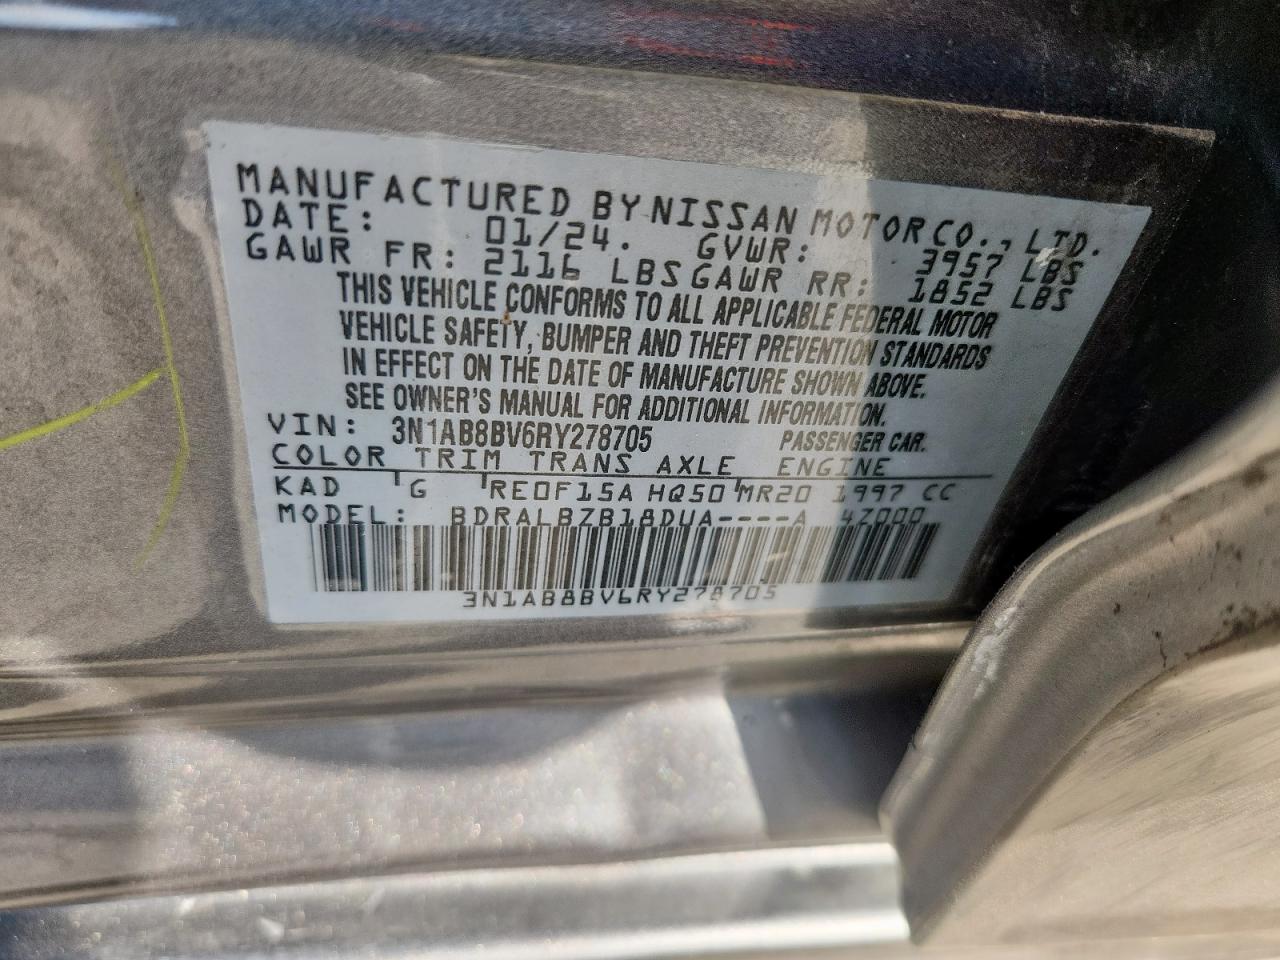 MANUFACTURED BY NISSAN MOTOR CO., LTD.
DATE: 01/24. GVWR: 3957 LBS
GAWR FR: 2116 LBS GAWR RR: 1852 LBS
THIS VEHICLE CONFORMS TO ALL APPLICABLE FEDERAL MOTOR
VEHICLE SAFETY, BUMPER AND THEFT PREVENTION STANDARDS
IN EFFECT ON THE DATE OF MANUFACTURE SHOWN ABOVE.
SEE OWNER'S MANUAL FOR ADDITIONAL INFORMATION.
VIN: 3N1AB8BV6RY278705 PASSENGER CAR.
COLOR TRIM TRANS AXLE ENGINE
KAD G RE0F15A HQ50 MR20 1997 CC
MODEL: BDRALBZB18DUA----A 47000
3N1AB8BV6RY278705